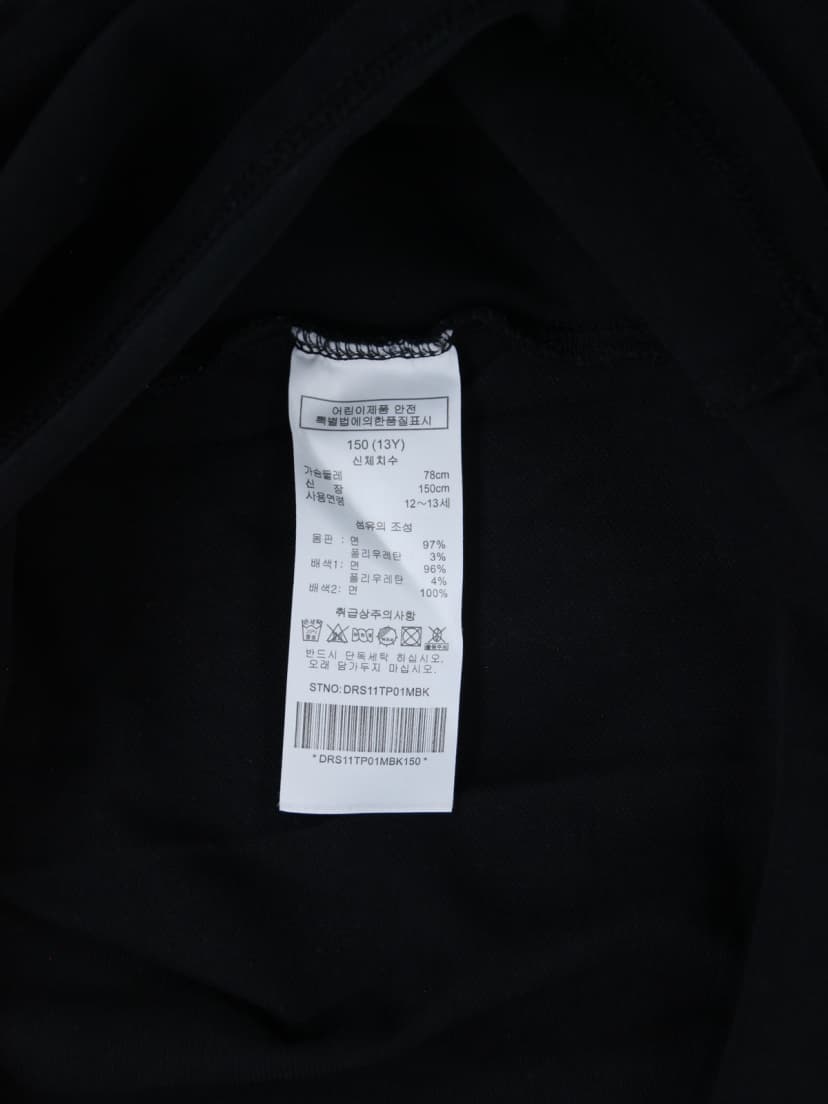 어린이제품 안전
특별법에의한품질표시
150 (13Y)
신체치수
가슴둘레 78cm
신 장 150cm
사용연령 12~13세
섬유의 조성
몸판 : 면 97%
폴리우레탄 3%
배색1: 면 96%
폴리우레탄 4%
배색2: 면 100%
취급상주의사항
반드시 단독세탁 하십시오.
오래 담가두지 마십시오.
STNO:DRS11TP01MBK
*DRS11TP01MBK150*